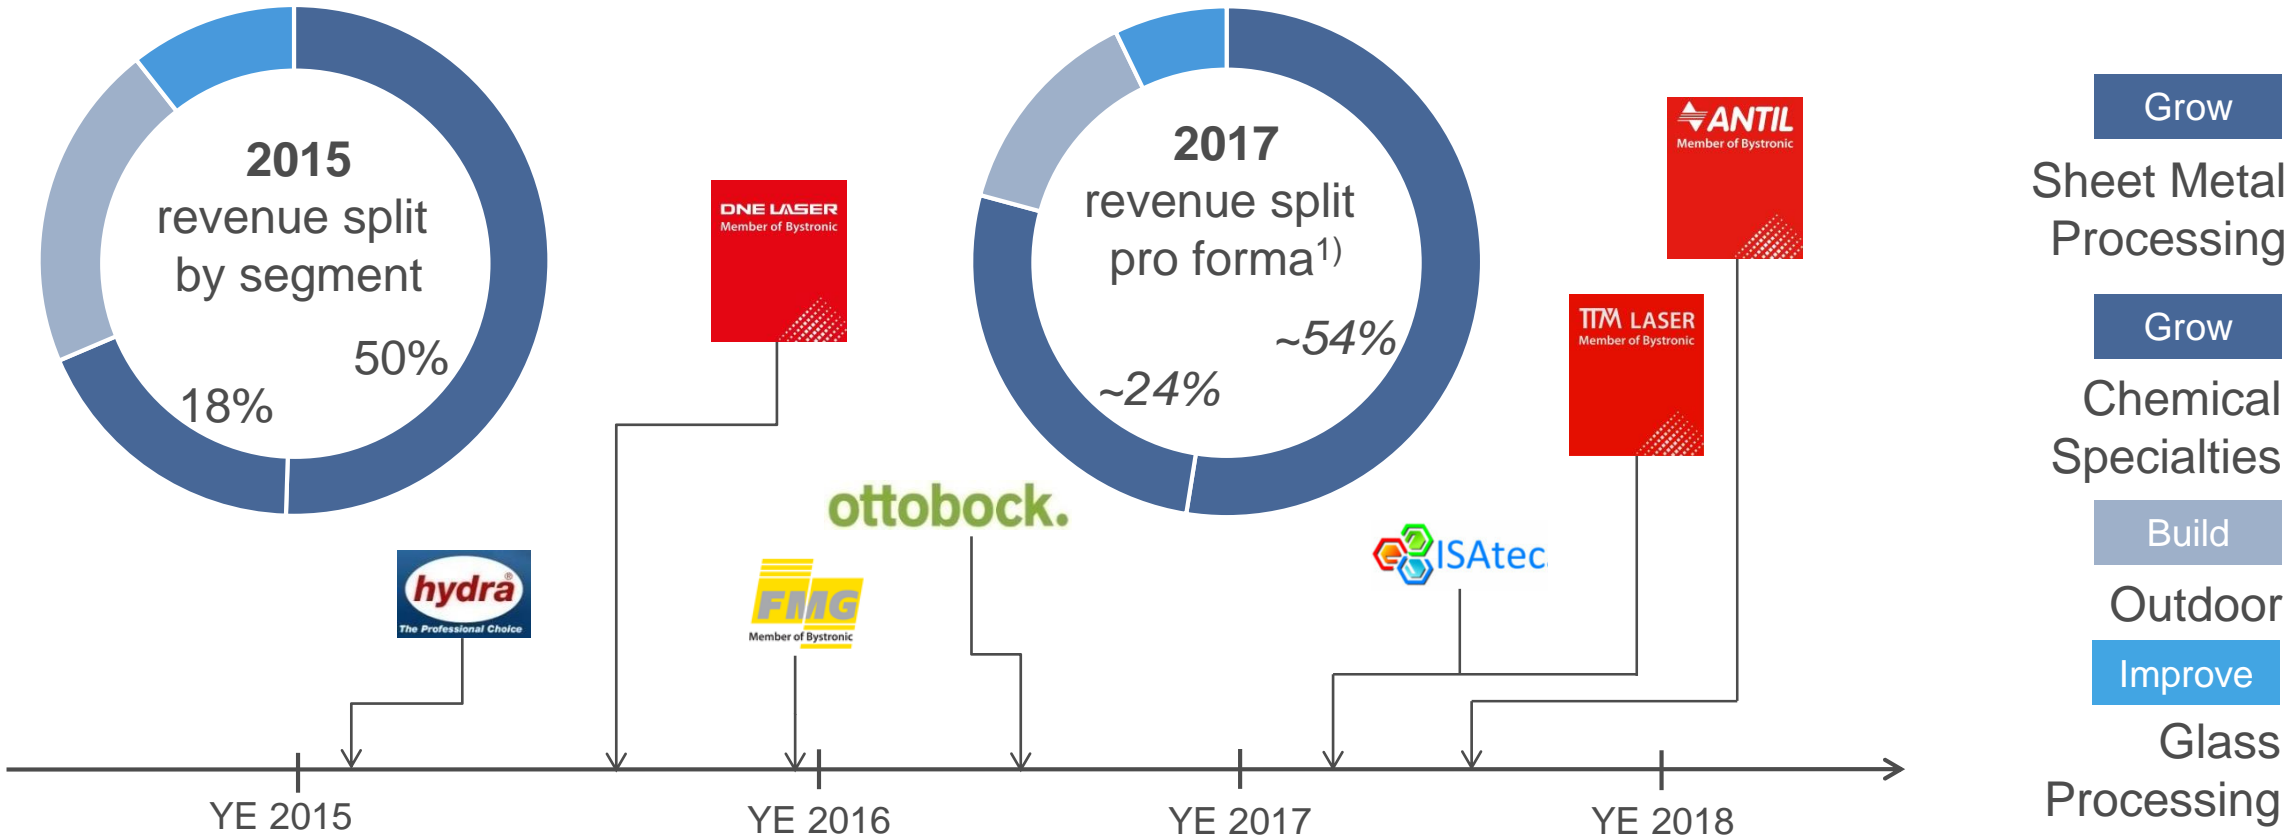 2015
revenue split
by segment
50%
18%
2017
revenue split
pro forma1)
~54%
~24%
DNE LASER
Member of Bystronic
ANTIL
Member of Bystronic
TTM LASER
Member of Bystronic
hydra®
The Professional Choice
FMG
Member of Bystronic
ottobock.
ISAtec
YE 2015
YE 2016
YE 2017
YE 2018
Grow
Sheet Metal
Processing
Grow
Chemical
Specialties
Build
Outdoor
Improve
Glass
Processing